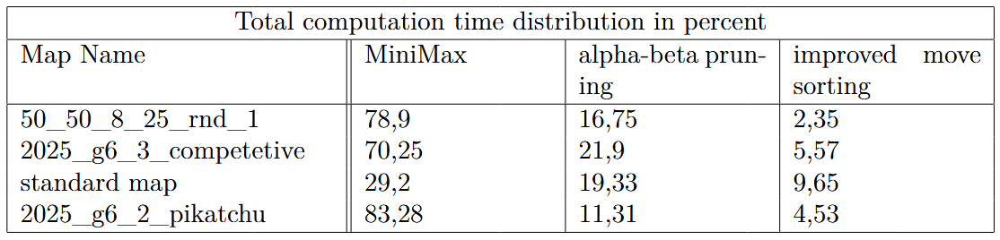 Total computation time distribution in percent
Map Name MiniMax alpha-beta prun- improved move
ing sorting
50_50_8_25_rnd_1 78,9 16,75 2,35
2025_g6_3_competetive 70,25 21,9 5,57
standard map 29,2 19,33 9,65
2025_g6_2_pikatchu 83,28 11,31 4,53